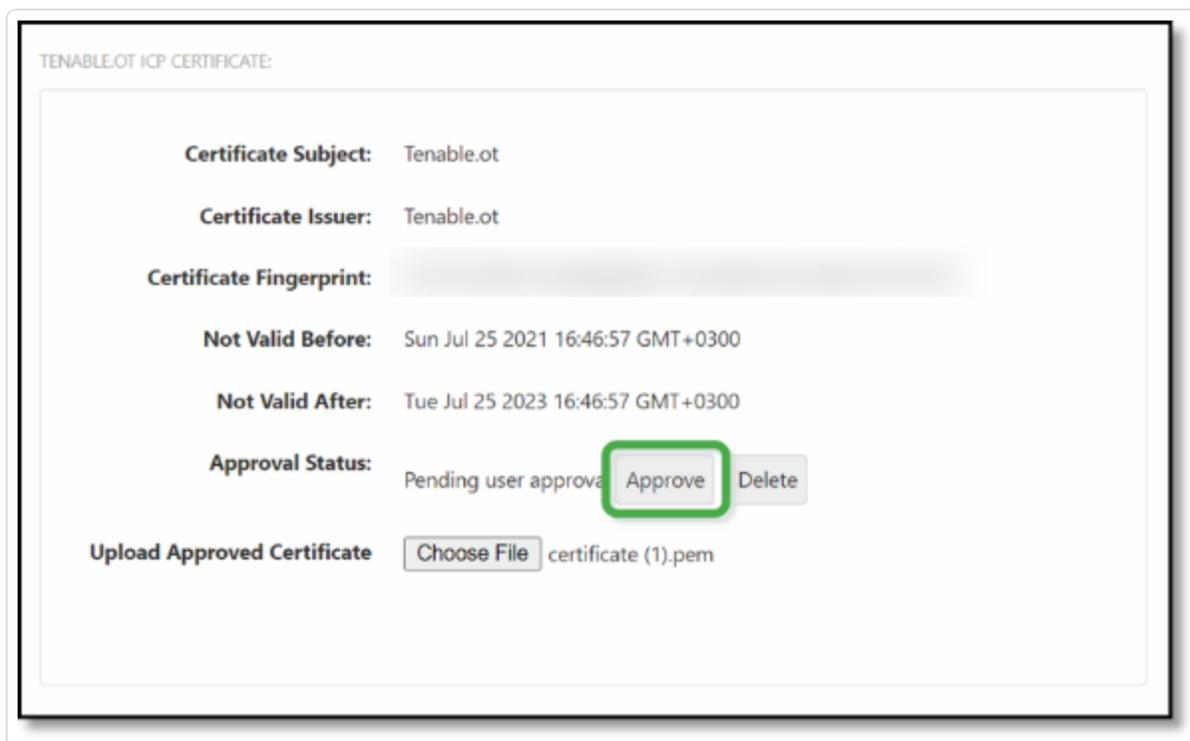 TENABLE.OT ICP CERTIFICATE:
Certificate Subject: Tenable.ot
Certificate Issuer: Tenable.ot
Certificate Fingerprint:
Not Valid Before: Sun Jul 25 2021 16:46:57 GMT+0300
Not Valid After: Tue Jul 25 2023 16:46:57 GMT+0300
Approval Status: Pending user approva Approve Delete
Upload Approved Certificate Choose File certificate (1).pem